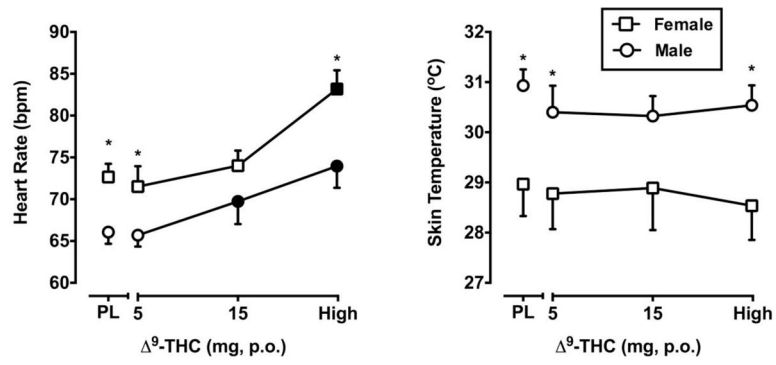 Heart Rate (bpm)
90
85
80
75
70
65
60
*
*
*
PL
5
15
High
Δ9-THC (mg, p.o.)
Skin Temperature (°C)
32
31
30
29
28
27
Female
Male
*
*
*
PL
5
15
High
Δ9-THC (mg, p.o.)